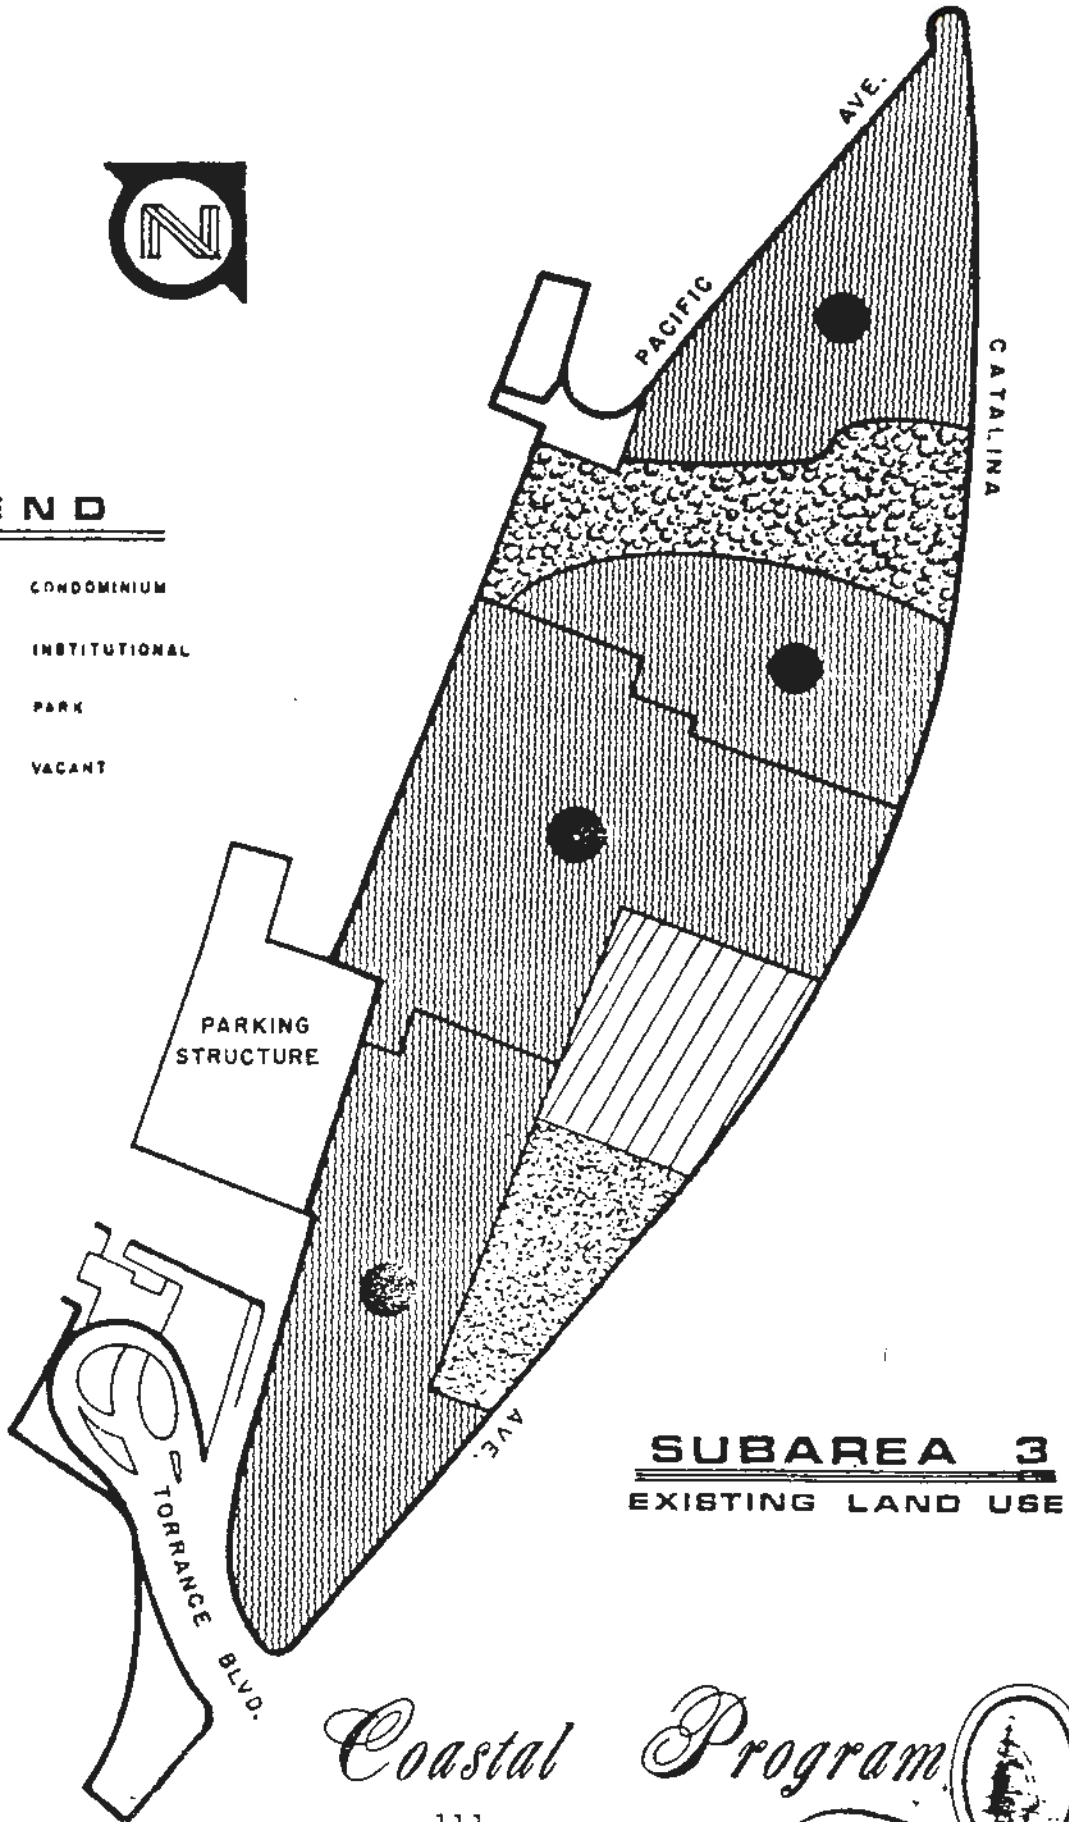 AVE.
N
PACIFIC
CATALINA
END
CONDOMINIUM
INSTITUTIONAL
PARK
VACANT
PARKING
STRUCTURE
AVE.
SUBAREA 3
EXISTING LAND USE
TORRANCE BLVD.
Coastal Program
111